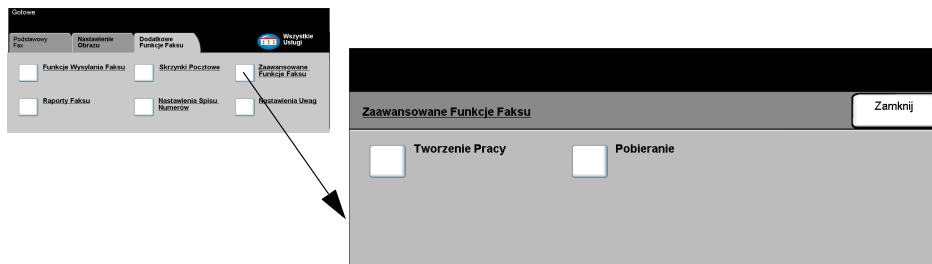 Gotowe
Podstawowy Fax
Nastawienie Obrazu
Dodatkowe Funkcje Faksu
Wszystkie Usługi
Funkcje Wysyłania Faksu
Skrzynki Pocztowe
Zaawansowane Funkcje Faksu
Raporty Faksu
Nastawienia Spisu Numerów
Nastawienia Uwag
Zaawansowane Funkcje Faksu
Zamknij
Tworzenie Pracy
Pobieranie